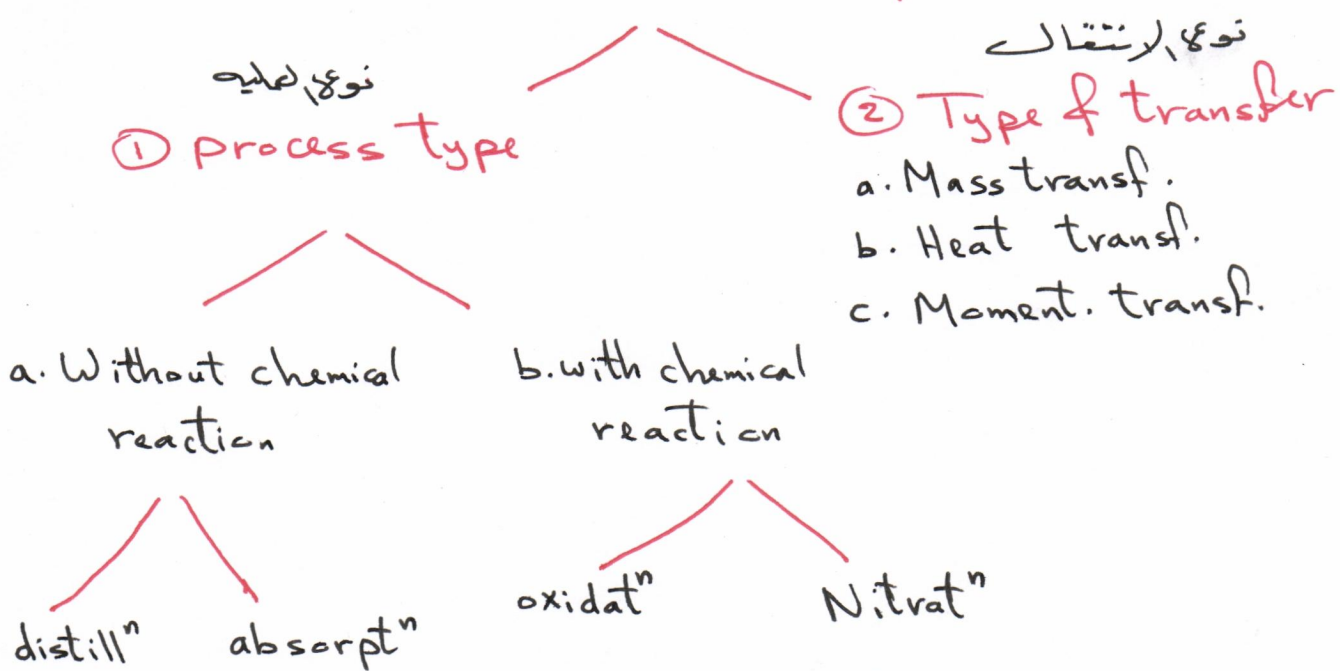 نوع العمليه
① process type
نوع الانتقال
② Type of transfer
a. Mass transf.
b. Heat transf.
c. Moment. transf.
a. Without chemical
reaction
b. with chemical
reaction
distillⁿ
absorptⁿ
oxidatⁿ
Nitratⁿ